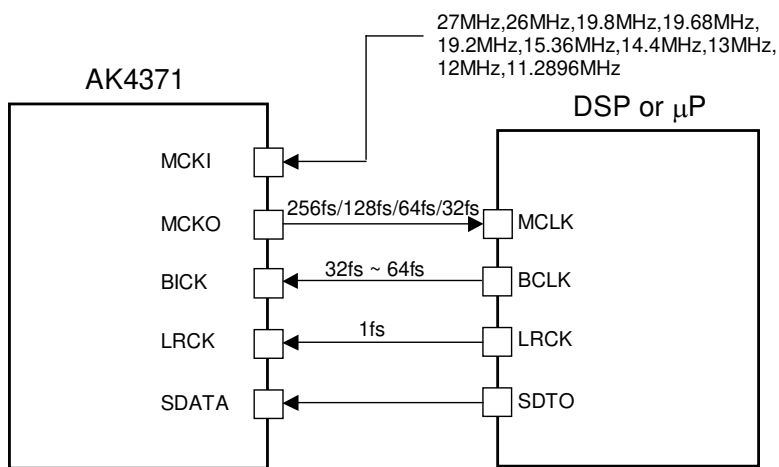 27MHz,26MHz,19.8MHz,19.68MHz,
19.2MHz,15.36MHz,14.4MHz,13MHz,
12MHz,11.2896MHz
AK4371
DSP or μP
MCKI
MCKO
256fs/128fs/64fs/32fs
MCLK
BICK
32fs ~ 64fs
BCLK
LRCK
1fs
LRCK
SDATA
SDTO